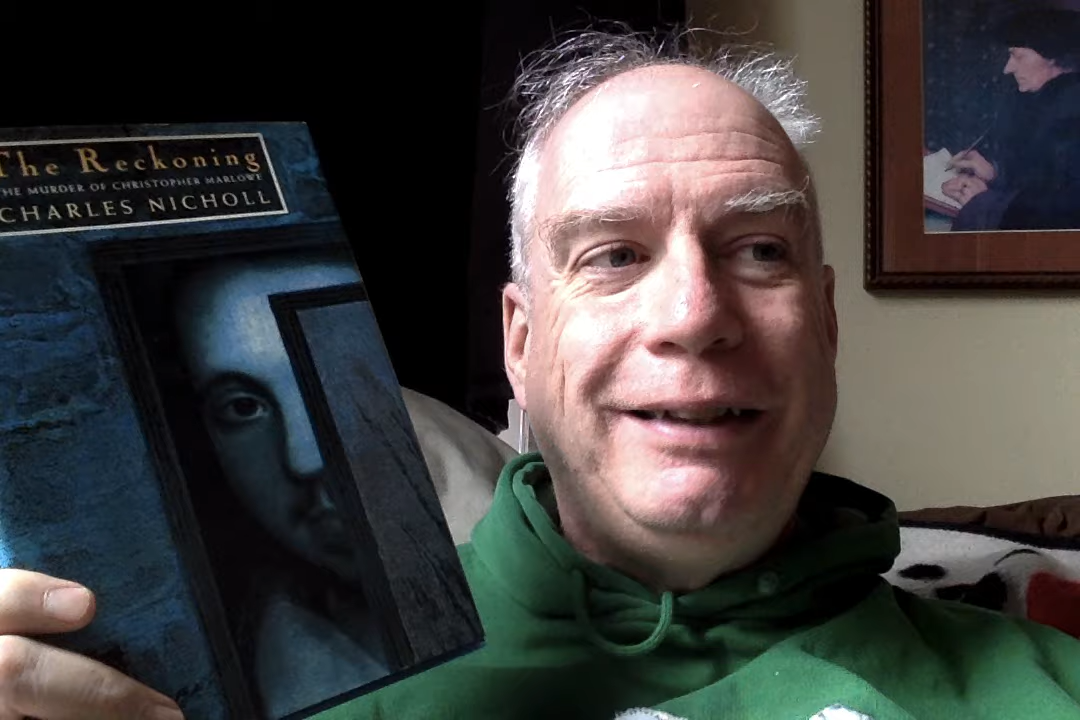 The Reckoning
THE MURDER OF CHRISTOPHER MARLOWE
CHARLES NICHOLL